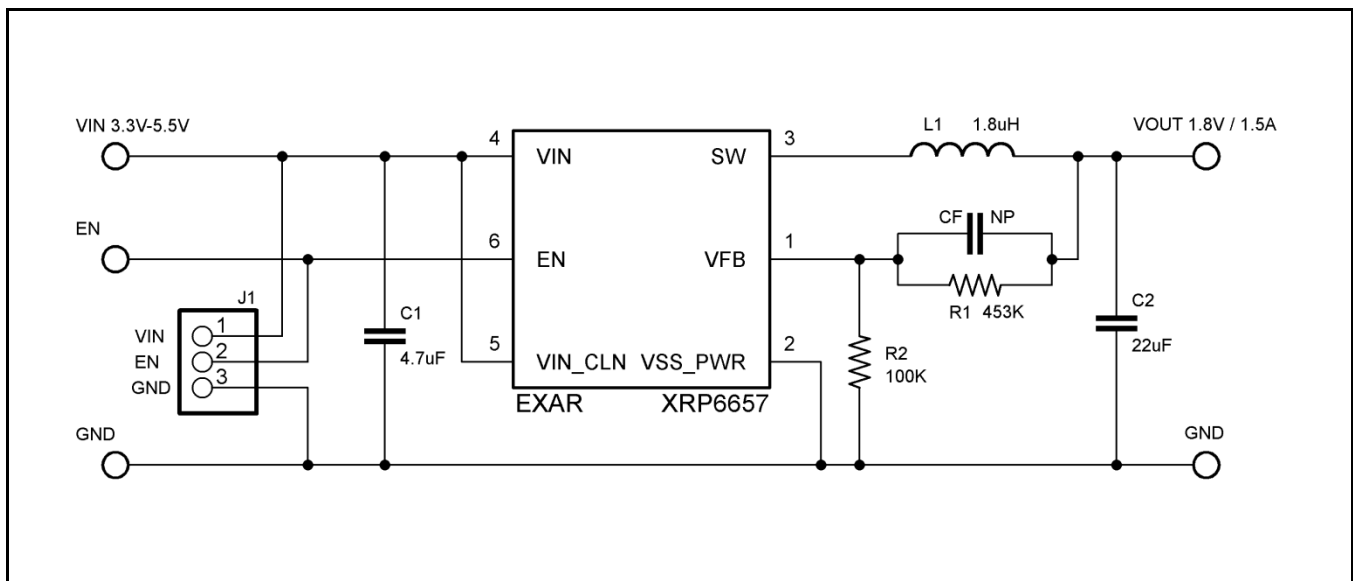 VIN 3.3V-5.5V
4
VIN
SW
3
L1 1.8uH
VOUT 1.8V / 1.5A
EN
6
EN
VFB
1
CF NP
R1 453K
J1
VIN 1
EN 2
GND 3
C1
4.7uF
5
VIN_CLN VSS_PWR
2
R2
100K
C2
22uF
EXAR XRP6657
GND
GND